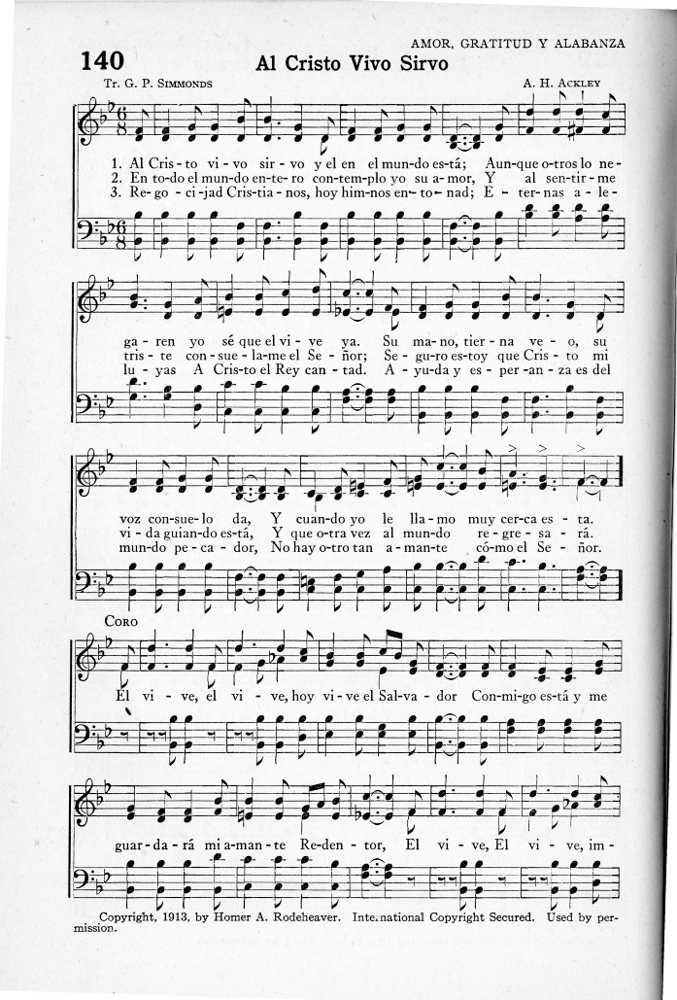 AMOR, GRATITUD Y ALABANZA
140
Al Cristo Vivo Sirvo
Tr. G. P. SIMMONDS
A. H. ACKLEY
1. Al Cris - to vi - vo sir - vo y el en el mun - do es - tá; Aun - que o - tros lo ne -
2. En to - do el mun - do en - te - ro con - tem - plo yo su a - mor, Y al sen - tir - me
3. Re - go - ci - jad Cris - tia - nos, hoy him - nos en - to - nad; E - ter - nas a - le -
ga - ren yo sé que el vi - ve ya. Su ma - no, tier - na ve - o, su
tris - te con - sue - la - me el Se - ñor; Se - gu - ro es - toy que Cris - to mi
lu - yas A Cris - to el Rey can - tad. A - yu - da y es - per - an - za es del
voz con - sue - lo da, Y cuan - do yo le lla - mo muy cer - ca es - ta.
vi - da guian - do es - tá, Y que o - tra vez al mun - do re - gre - sa - rá.
mun - do pe - ca - dor, No hay o - tro tan a - man - te có - mo el Se - ñor.
CORO
El vi - ve, el vi - ve, hoy vi - ve el Sal - va - dor Con - mi - go es - tá y me
guar - da - rá mi a - man - te Re - den - tor, El vi - ve, El vi - ve, im -
Copyright, 1913, by Homer A. Rodeheaver. International Copyright Secured. Used by per-
mission.